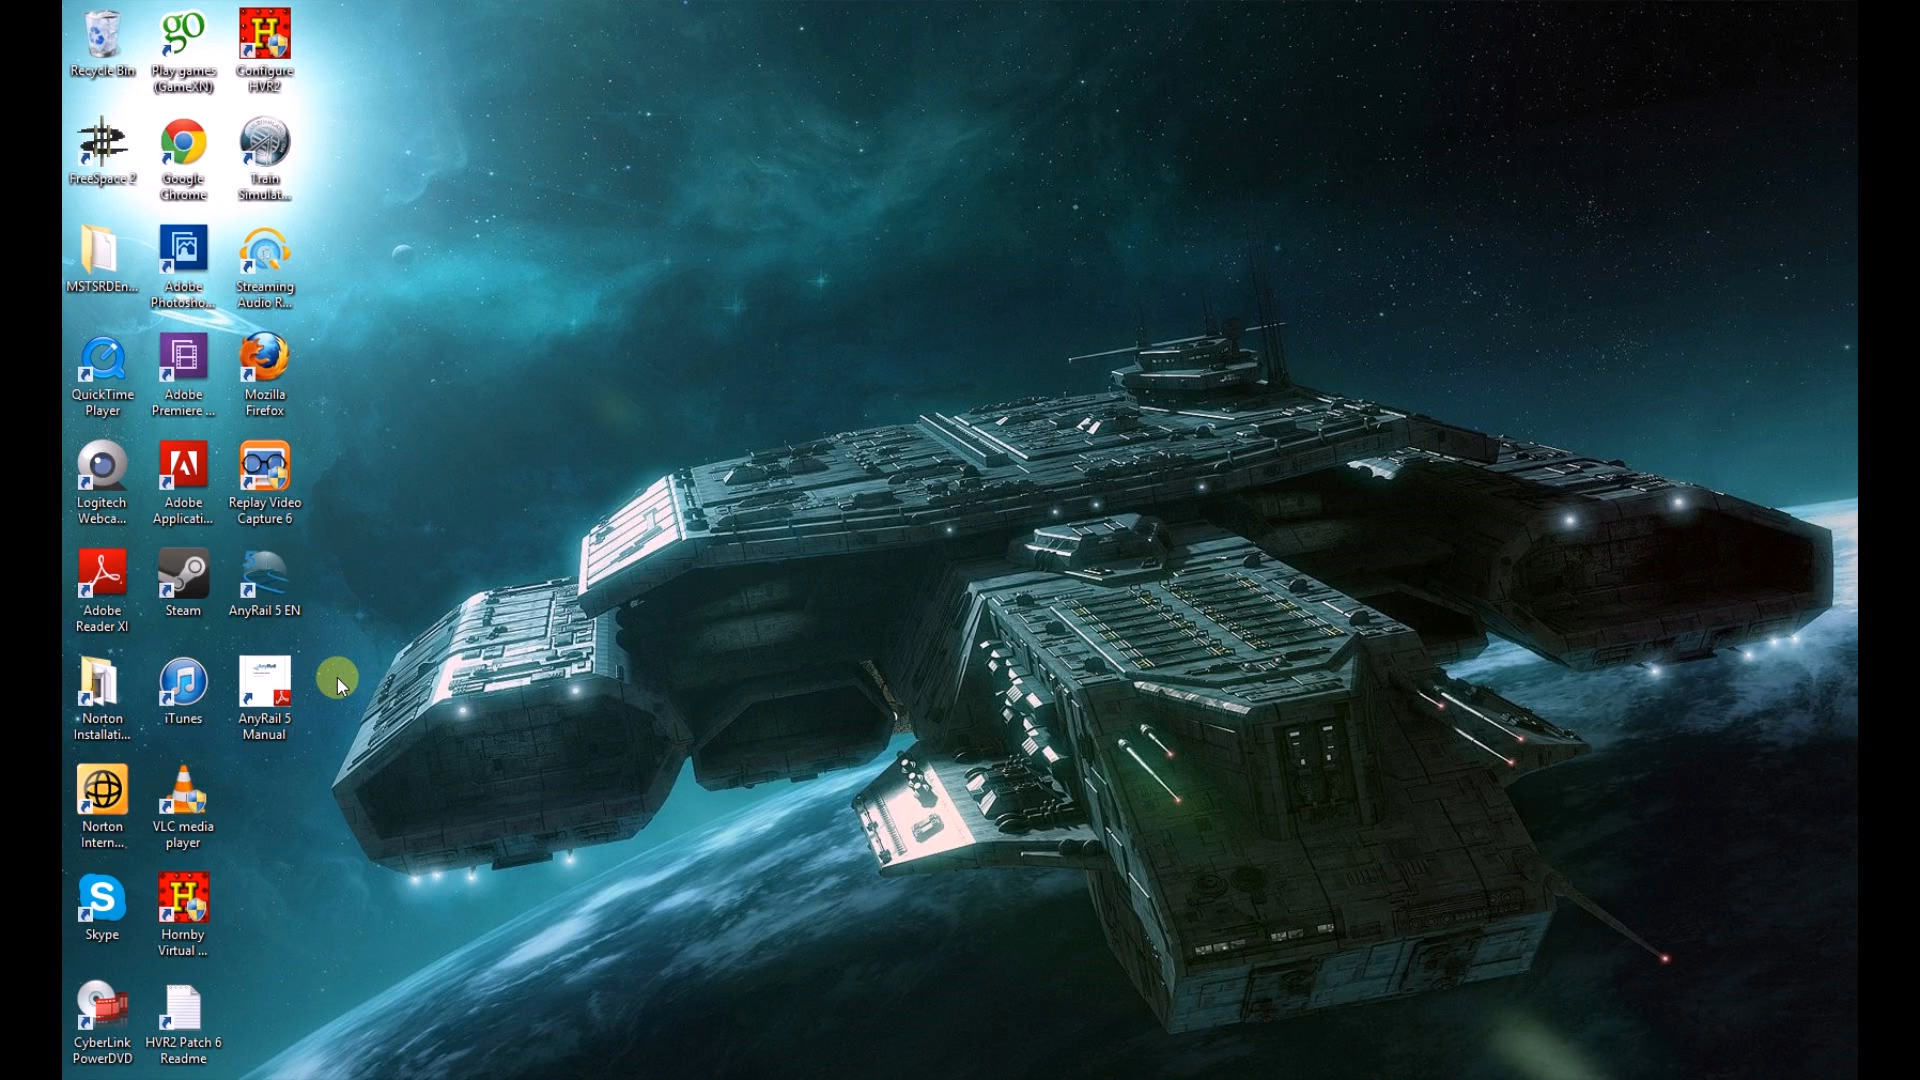 Recycle Bin
go
Play games
(GameXN)
H
Configure
HVR2
FreeSpace 2
Google
Chrome
Train
Simulat...
MSTSRDEn...
Adobe
Photosho...
Streaming
Audio R...
QuickTime
Player
Adobe
Premiere ...
Mozilla
Firefox
Logitech
Webca...
Adobe
Applicati...
Replay Video
Capture 6
Adobe
Reader XI
Steam
5
AnyRail 5 EN
Norton
Installati...
iTunes
AnyRail
AnyRail 5
Manual
Norton
Intern...
VLC media
player
S
Skype
H
Hornby
Virtual ...
CyberLink
PowerDVD
HVR2 Patch 6
Readme